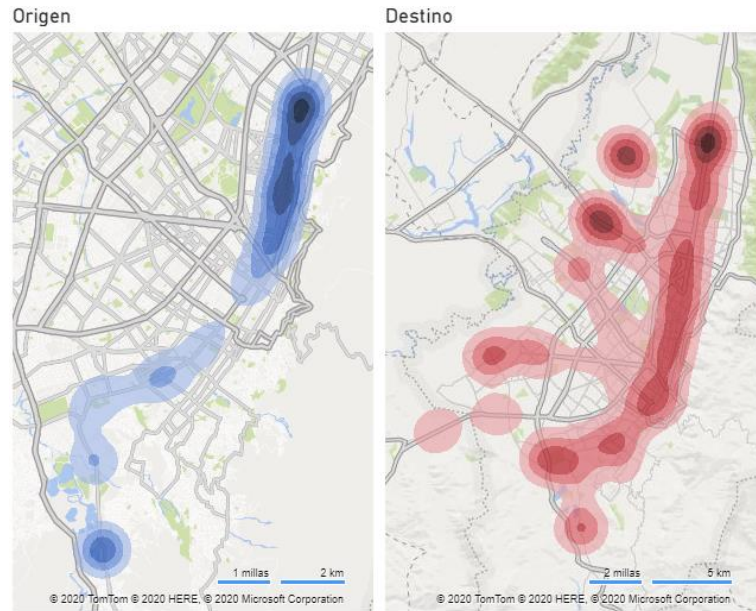 Origen
Destino
1 millas
2 km
2 millas
5 km
© 2020 TomTom © 2020 HERE, © 2020 Microsoft Corporation
© 2020 TomTom © 2020 HERE, © 2020 Microsoft Corporation